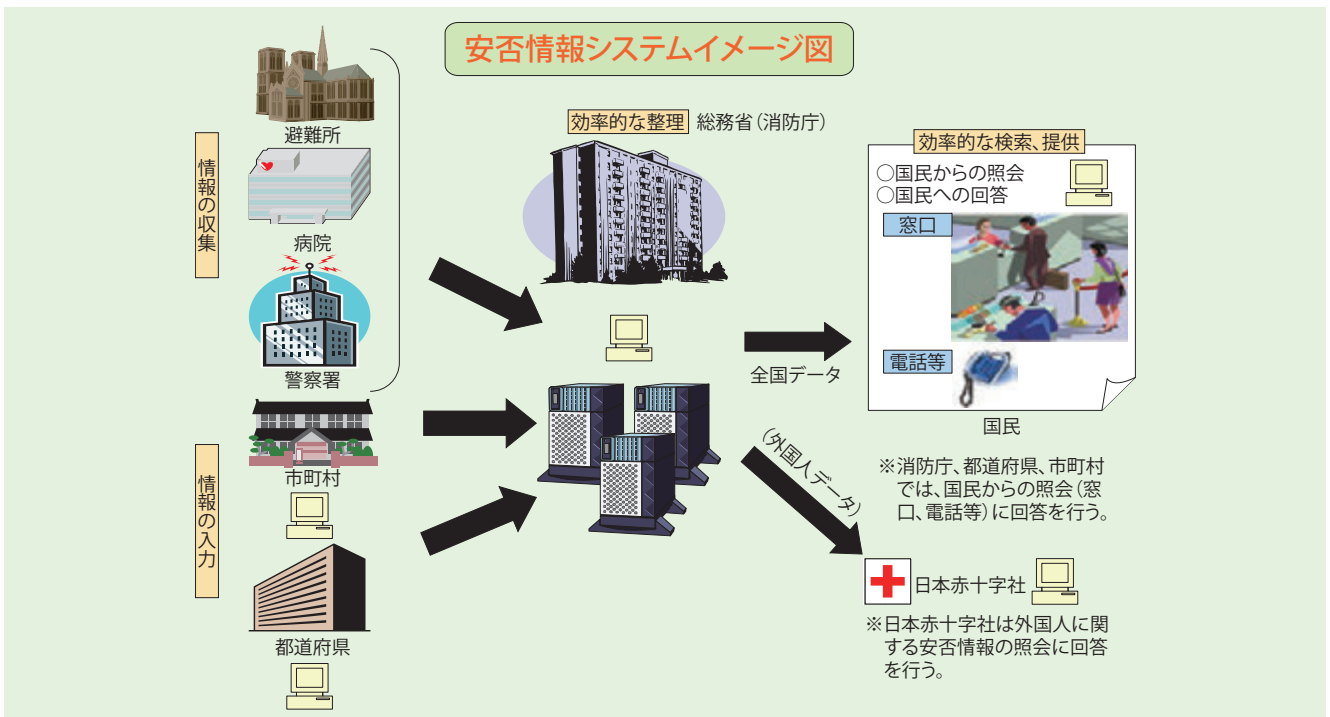 安否情報システムイメージ図
情報の収集
避難所
病院
警察署
情報の入力
市町村
都道府県
効率的な整理 総務省(消防庁)
全国データ
(外国人データ)
効率的な検索、提供
○国民からの照会
○国民への回答
窓口
電話等
国民
※消防庁、都道府県、市町村
では、国民からの照会(窓
口、電話等)に回答を行う。
日本赤十字社
※日本赤十字社は外国人に関
する安否情報の照会に回答
を行う。